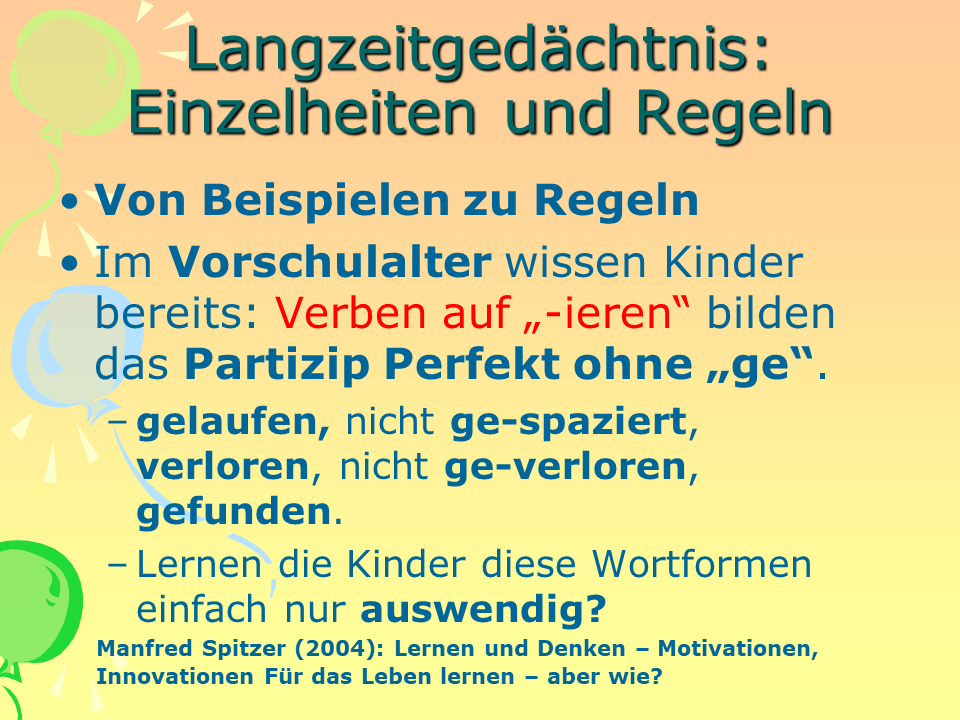 Langzeitgedächtnis:
Einzelheiten und Regeln
• Von Beispielen zu Regeln
• Im Vorschulalter wissen Kinder
bereits: Verben auf „-ieren“ bilden
das Partizip Perfekt ohne „ge“.
– gelaufen, nicht ge-spaziert,
verloren, nicht ge-verloren,
gefunden.
– Lernen die Kinder diese Wortformen
einfach nur auswendig?
Manfred Spitzer (2004): Lernen und Denken – Motivationen,
Innovationen Für das Leben lernen – aber wie?